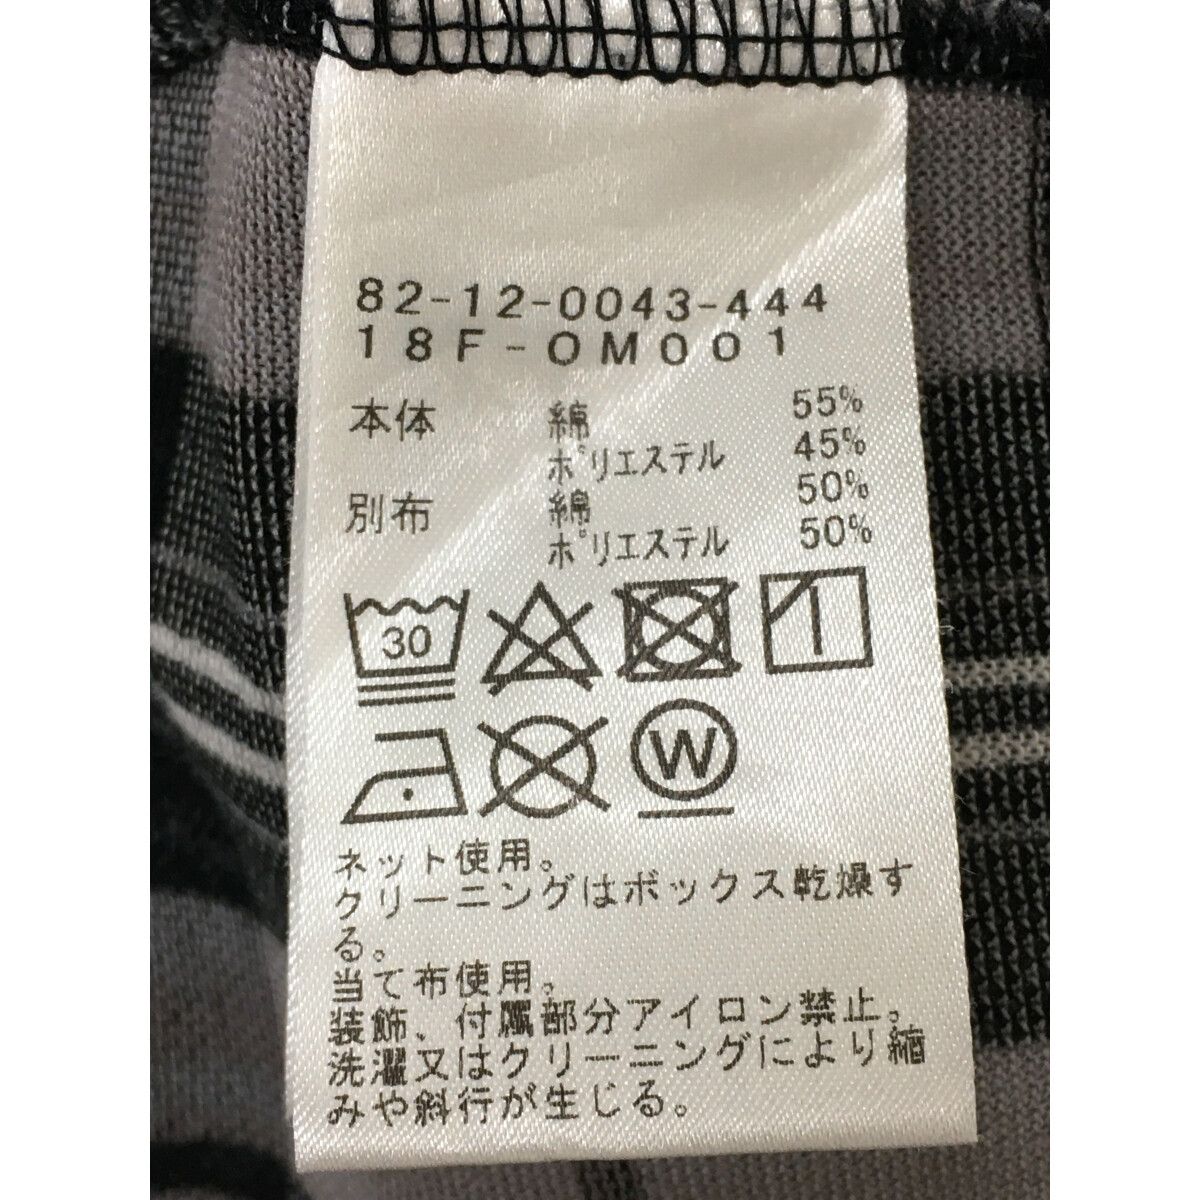 82-12-0043-444
18F-OM001
本体 綿 55%
ポリエステル 45%
別布 綿 50%
ポリエステル 50%
30
W
ネット使用。
クリーニングはボックス乾燥す
る。
当て布使用。
装飾、付属部分アイロン禁止。
洗濯又はクリーニングにより縮
みや斜行が生じる。